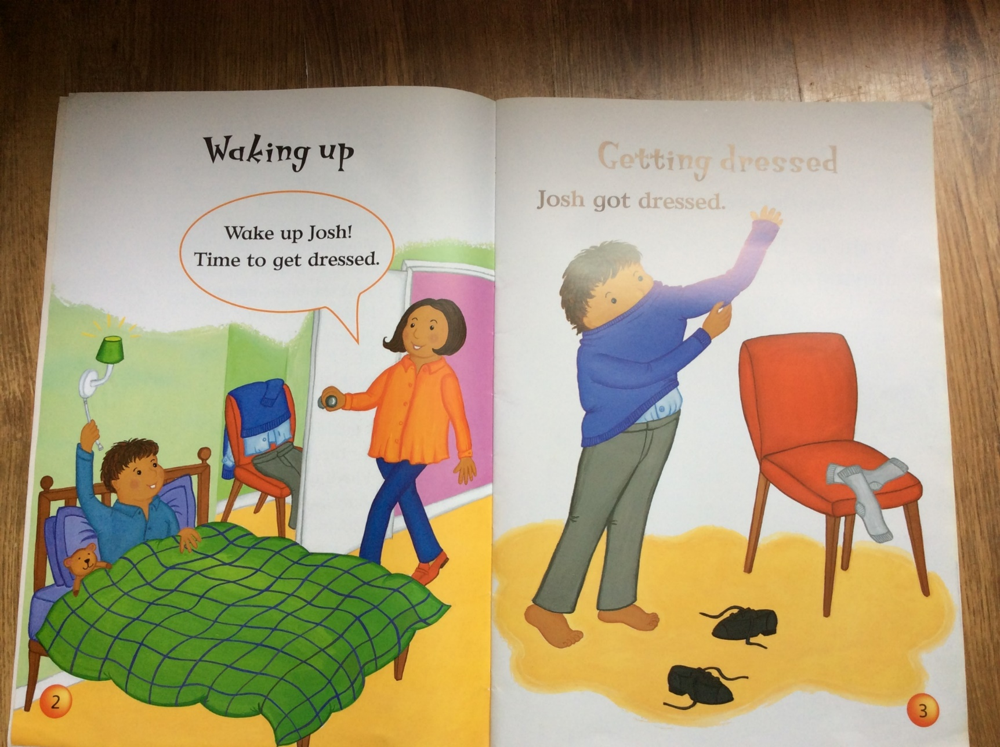 Waking up
Wake up Josh!
Time to get dressed.
2
Getting dressed
Josh got dressed.
3